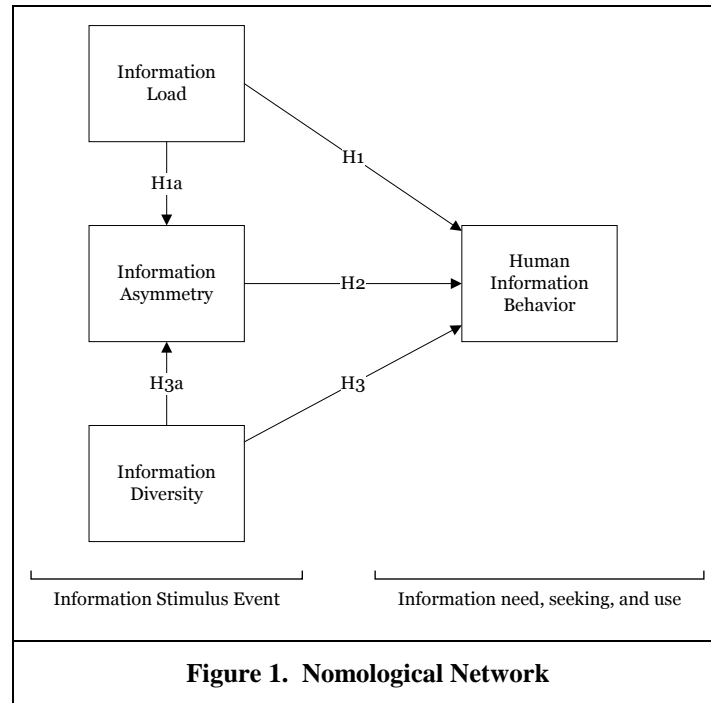 Information
Load
H1
H1a
Information
Asymmetry
H2
Human
Information
Behavior
H3a
H3
Information
Diversity
Information Stimulus Event
Information need, seeking, and use
Figure 1. Nomological Network